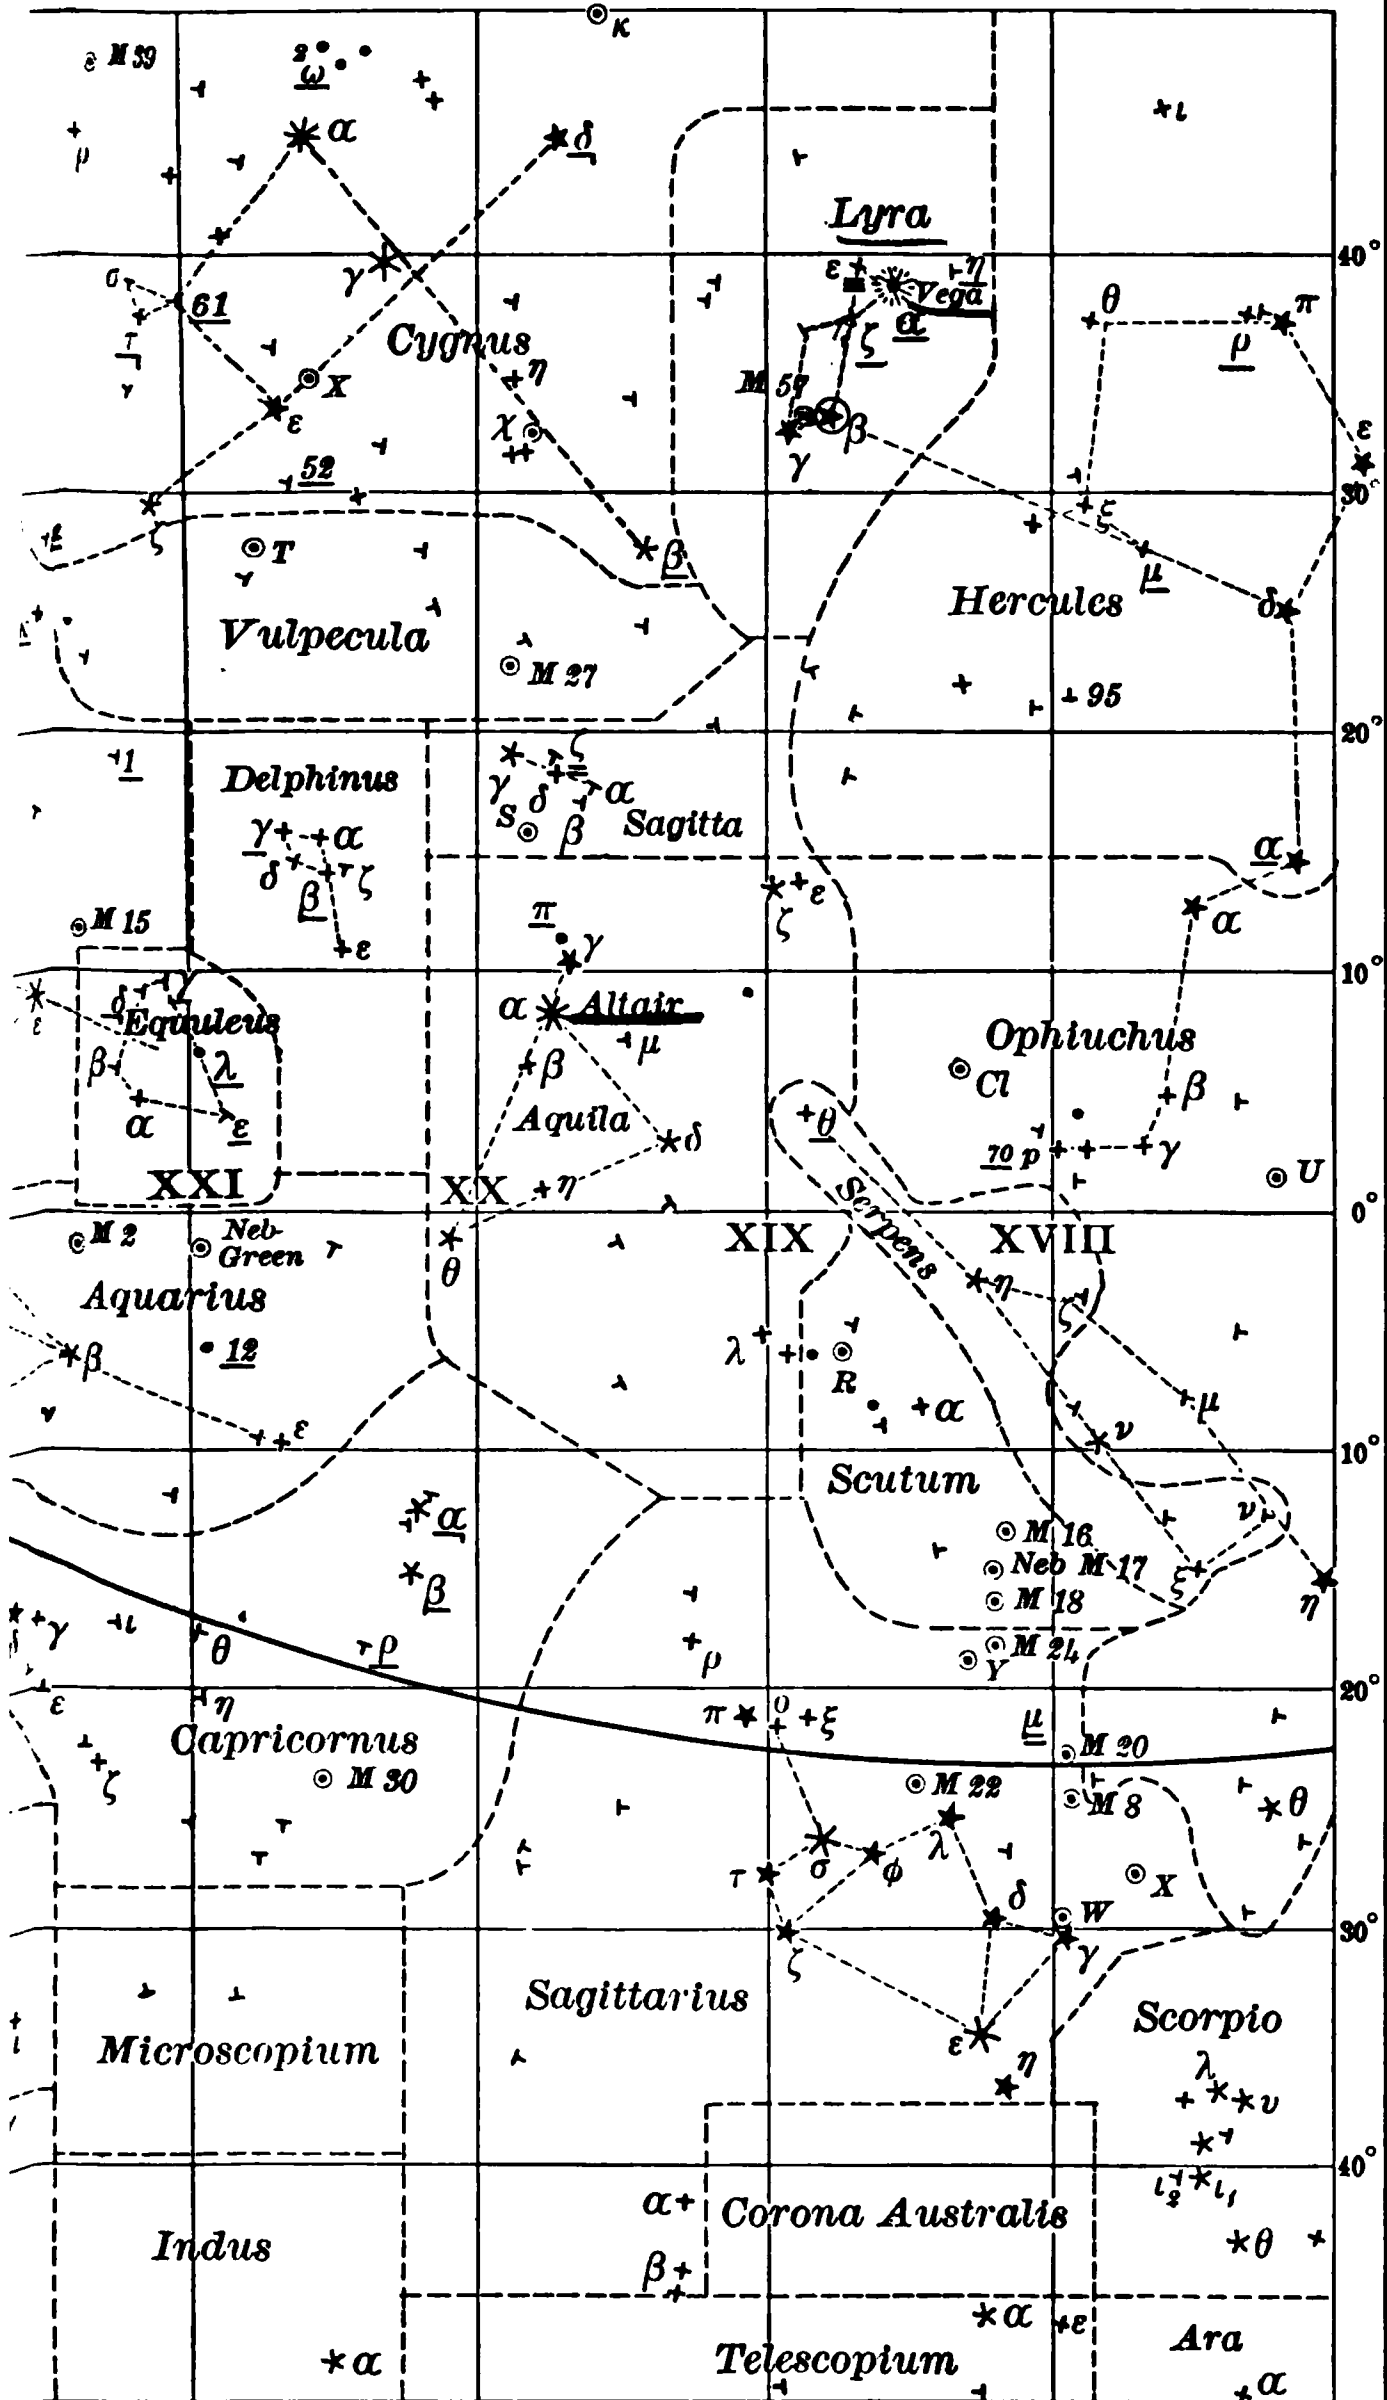 κ
M 39
2
ω
α
δ
ι
ρ
Lyra
40°
γ
ε
η
Vega
σ
61
θ
π
α
τ
Cygnus
ζ
ρ
X
η
M 57
ε
χ
β
ε
γ
52
30°
ζ
ξ
T
β
μ
Hercules
δ
Vulpecula
M 27
95
20°
1
Delphinus
ζ
γ
δ
α
S
β
Sagitta
γ
α
δ
ζ
β
α
ε
M 15
π
ζ
α
ε
γ
10°
δ
α
Altair
ε
Equuleus
μ
Ophiuchus
β
λ
β
Cl
β
α
ε
Aquila
δ
θ
70 p
γ
XXI
XX
η
U
Serpens
0°
M 2
Neb-
Green
XIX
XVIII
θ
η
Aquarius
ζ
β
12
λ
R
μ
ε
α
ν
10°
Scutum
α
ν
M 16
Neb M 17
β
ξ
M 18
η
δ
γ
ι
θ
ρ
ρ
M 24
Y
20°
ε
η
π
ο
ξ
μ
Capricornus
M 20
ζ
M 30
M 22
M 8
θ
λ
τ
σ
φ
X
δ
W
30°
ζ
γ
Sagittarius
Scorpio
ε
ι
Microscopium
η
λ
υ
40°
α
Corona Australis
ι2
ι1
Indus
θ
β
α
ε
Ara
α
Telescopium
α